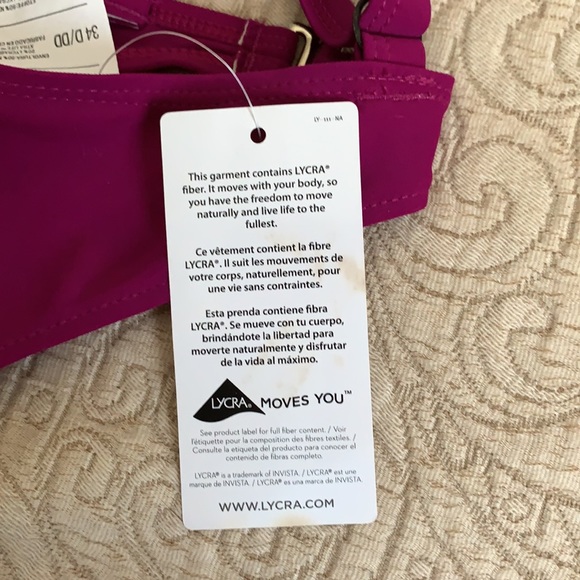 34 D/DD
LY-111-NA
This garment contains LYCRA®
fiber. It moves with your body, so
you have the freedom to move
naturally and live life to the
fullest.
Ce vêtement contient la fibre
LYCRA®. Il suit les mouvements de
votre corps, naturellement, pour
une vie sans contraintes.
Esta prenda contiene fibra
LYCRA®. Se mueve con tu cuerpo,
brindándote la libertad para
moverte naturalmente y disfrutar
de la vida al máximo.
LYCRA® MOVES YOU™
See product label for full fiber content. / Voir
l'étiquette pour la composition des fibres textiles. /
Consulte la etiqueta del producto para conocer el
contenido de fibras completo.
LYCRA® is a trademark of INVISTA. / LYCRA® est une
marque de INVISTA. / LYCRA® es una marca de INVISTA.
WWW.LYCRA.COM